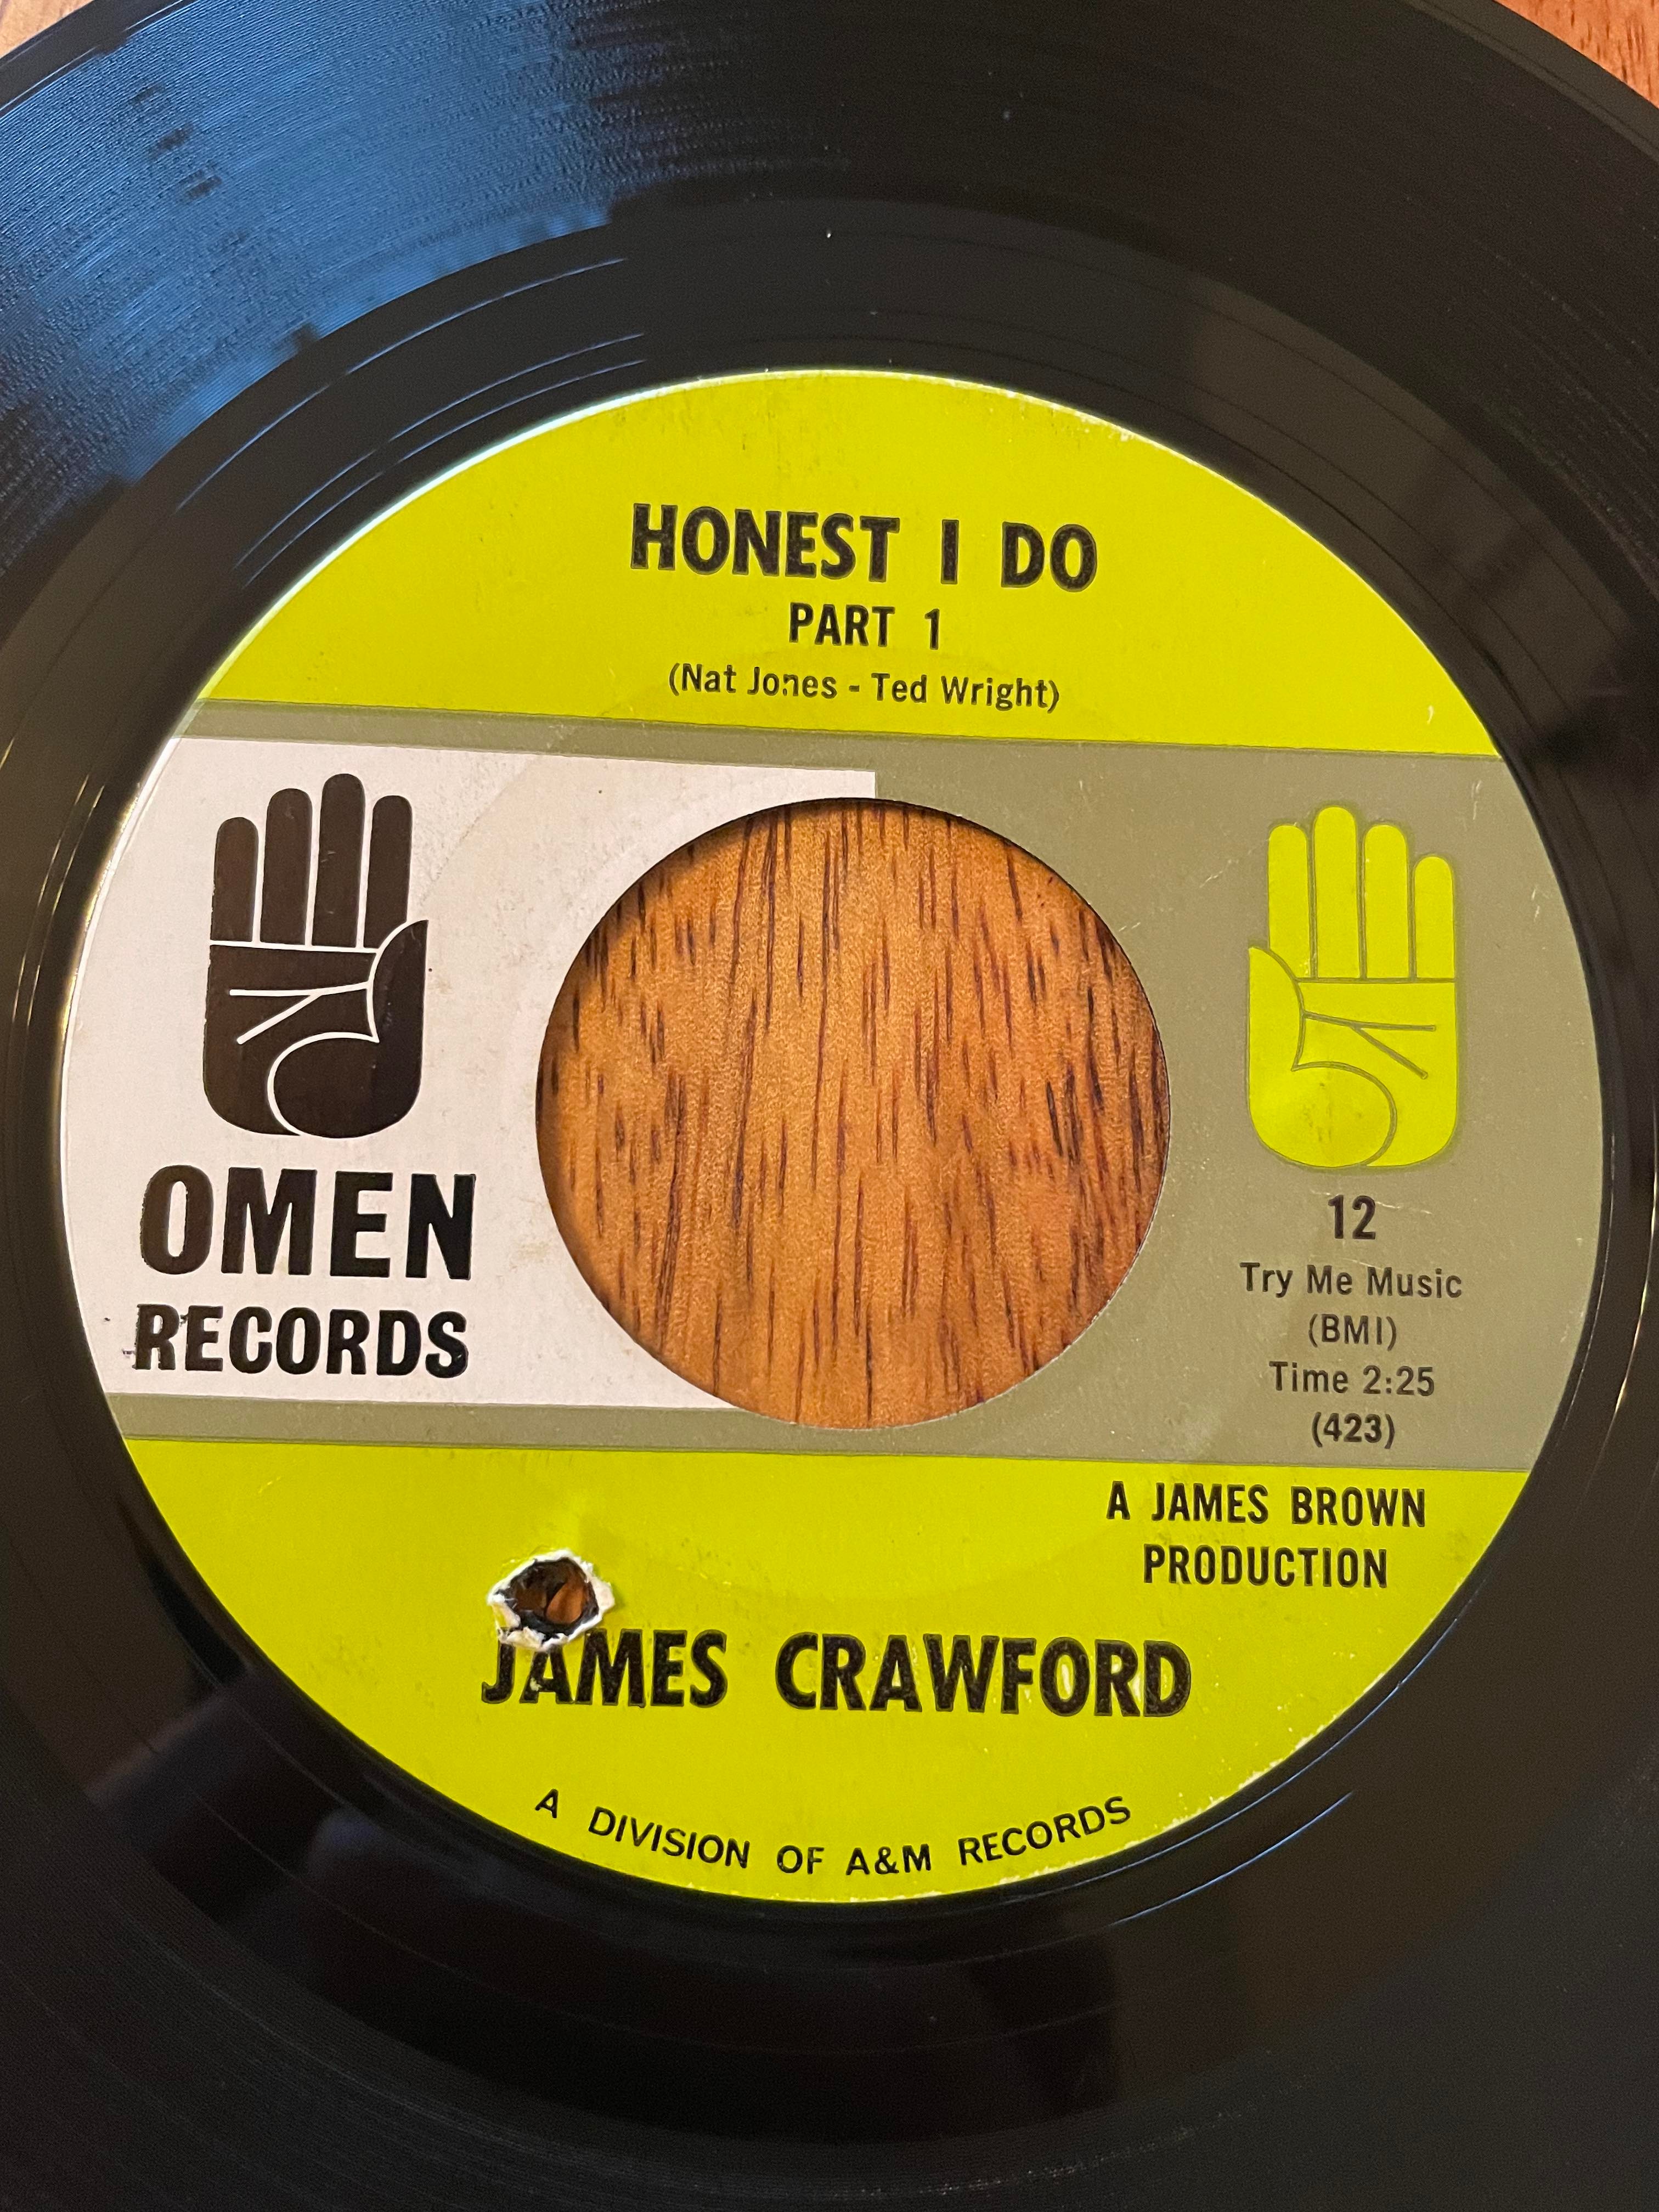 HONEST I DO
PART 1
(Nat Jones - Ted Wright)
OMEN
RECORDS
12
Try Me Music
(BMI)
Time 2:25
(423)
A JAMES BROWN
PRODUCTION
JAMES CRAWFORD
A DIVISION OF A&M RECORDS